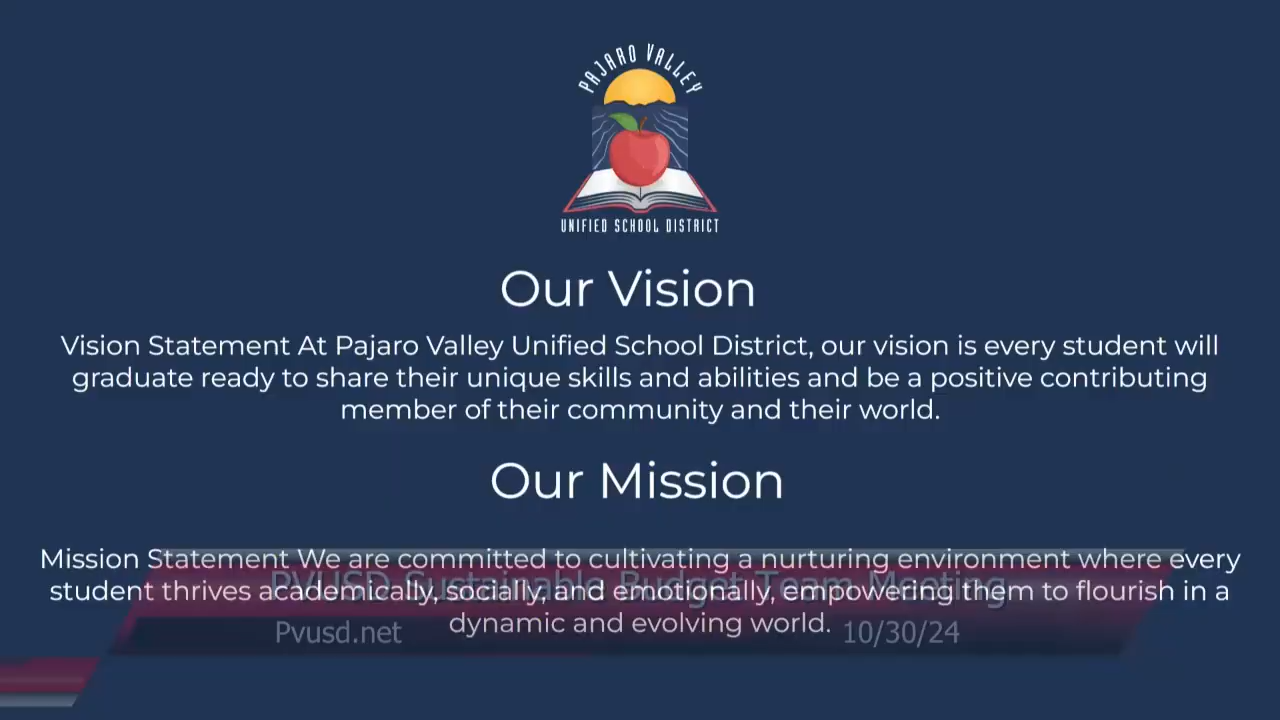 PAJARO VALLEY
UNIFIED SCHOOL DISTRICT
Our Vision
Vision Statement At Pajaro Valley Unified School District, our vision is every student will
graduate ready to share their unique skills and abilities and be a positive contributing
member of their community and their world.
Our Mission
Mission Statement We are committed to cultivating a nurturing environment where every
PVUSD Sustainable Budget Team Meeting
student thrives academically, socially, and emotionally, empowering them to flourish in a
dynamic and evolving world.
Pvusd.net 10/30/24